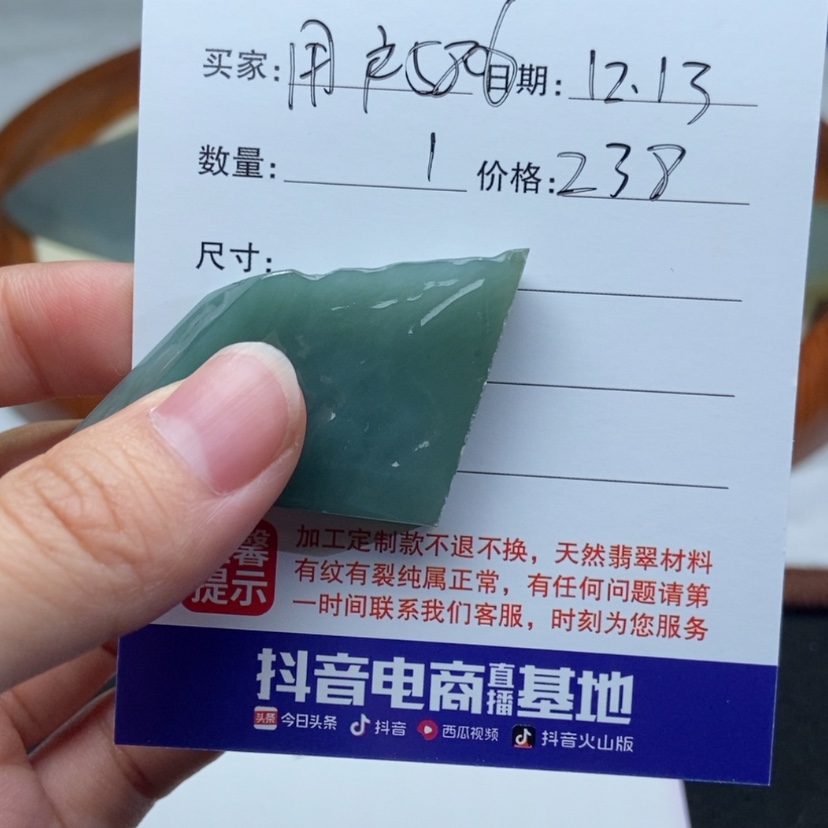 买家: 用户586 日期: 12.13
数量: 1 价格: 238
尺寸:
馨
提示
加工定制款不退不换，天然翡翠材料
有纹有裂纯属正常，有任何问题请第
一时间联系我们客服，时刻为您服务
抖音电商直播基地
头条 今日头条 抖音 西瓜视频 抖音火山版